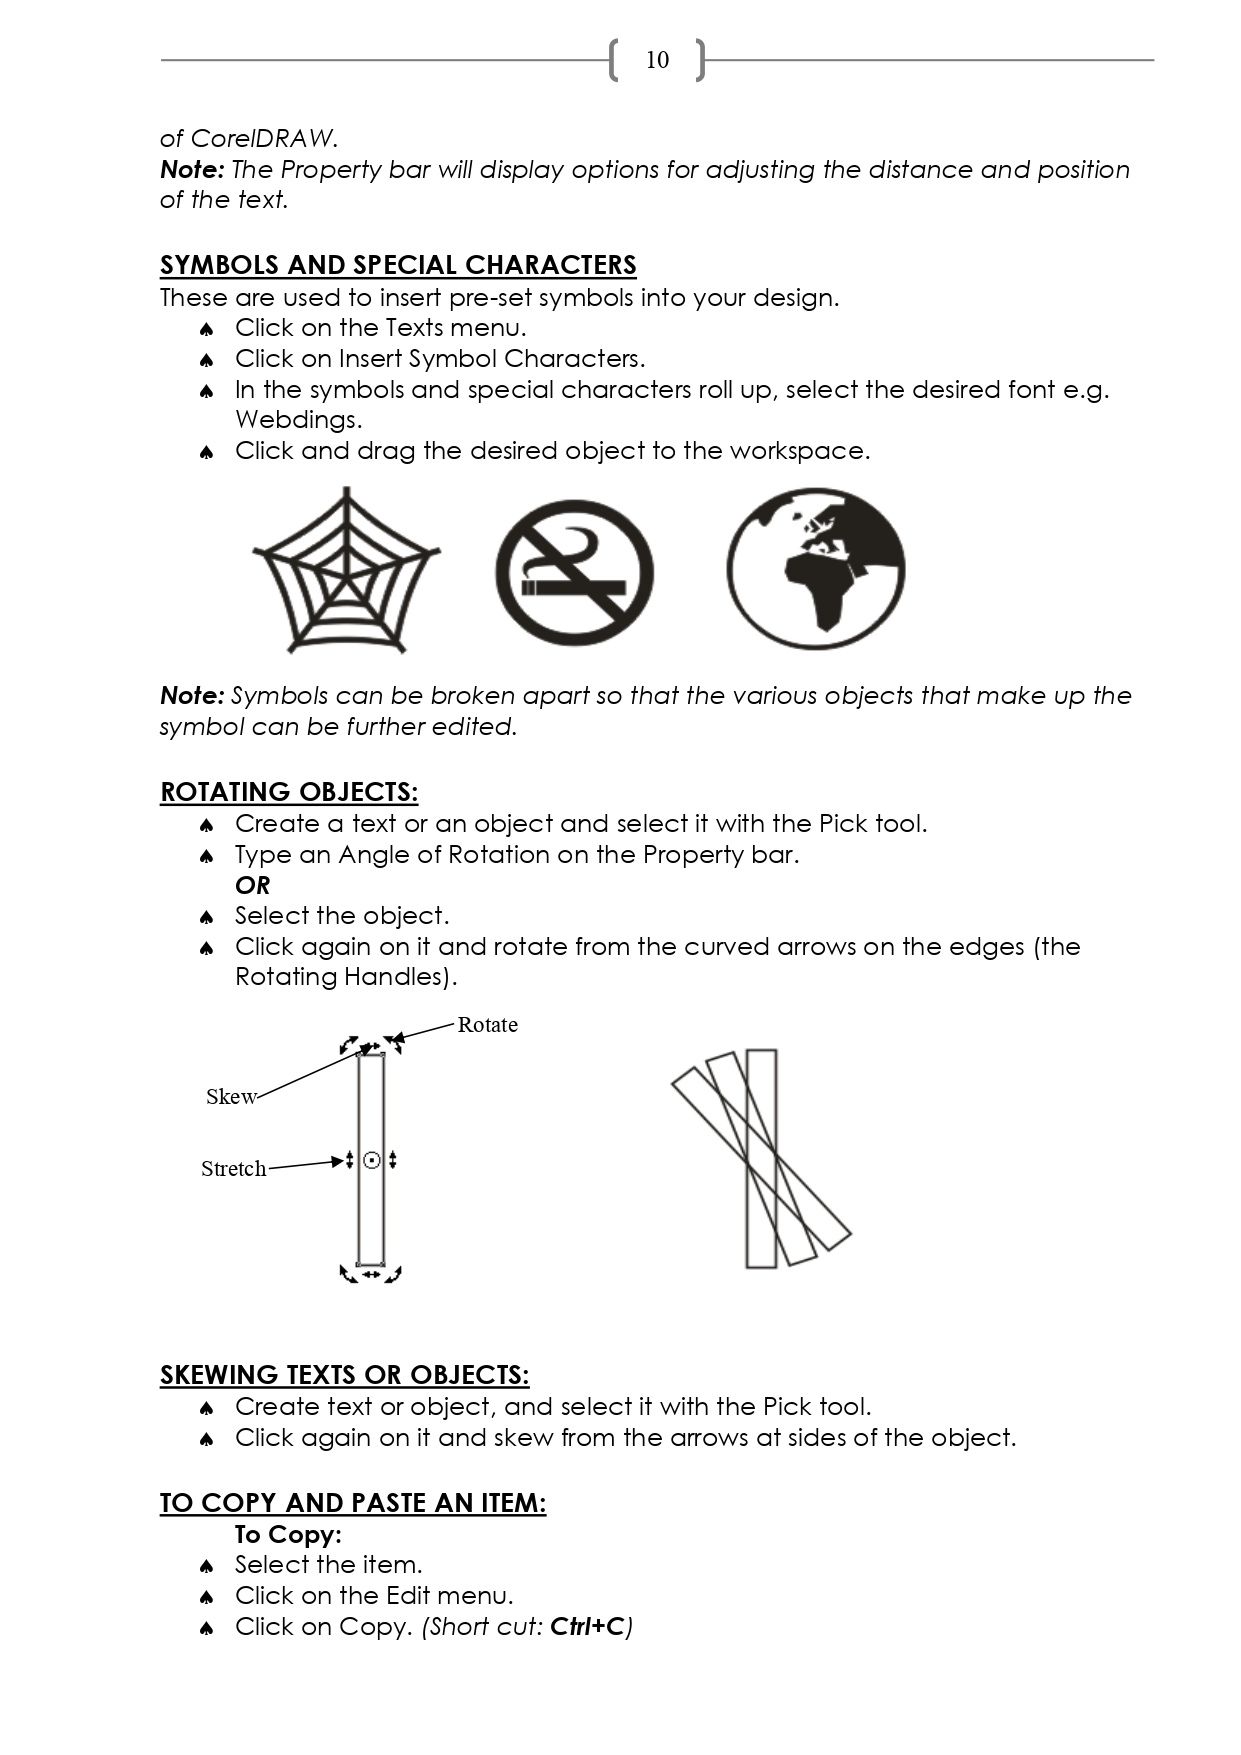 10
of CorelDRAW.
Note: The Property bar will display options for adjusting the distance and position
of the text.
SYMBOLS AND SPECIAL CHARACTERS
These are used to insert pre-set symbols into your design.
♠ Click on the Texts menu.
♠ Click on Insert Symbol Characters.
♠ In the symbols and special characters roll up, select the desired font e.g.
Webdings.
♠ Click and drag the desired object to the workspace.
Note: Symbols can be broken apart so that the various objects that make up the
symbol can be further edited.
ROTATING OBJECTS:
♠ Create a text or an object and select it with the Pick tool.
♠ Type an Angle of Rotation on the Property bar.
OR
♠ Select the object.
♠ Click again on it and rotate from the curved arrows on the edges (the
Rotating Handles).
Rotate
Skew
Stretch
SKEWING TEXTS OR OBJECTS:
♠ Create text or object, and select it with the Pick tool.
♠ Click again on it and skew from the arrows at sides of the object.
TO COPY AND PASTE AN ITEM:
To Copy:
♠ Select the item.
♠ Click on the Edit menu.
♠ Click on Copy. (Short cut: Ctrl+C)